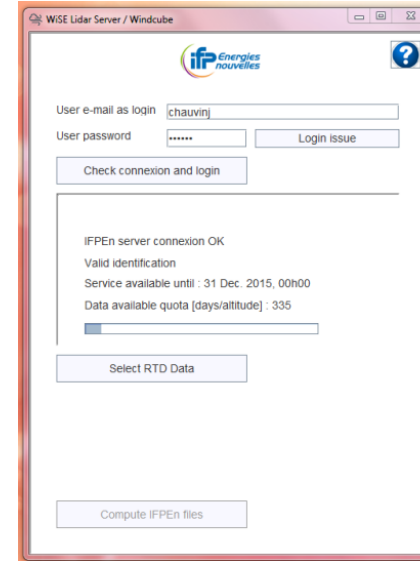 WiSE Lidar Server / Windcube
ifp Energies
nouvelles
?
User e-mail as login chauvinj
User password •••••• Login issue
Check connexion and login
IFPEn server connexion OK
Valid identification
Service available until : 31 Dec. 2015, 00h00
Data available quota [days/altitude] : 335
Select RTD Data
Compute IFPEn files